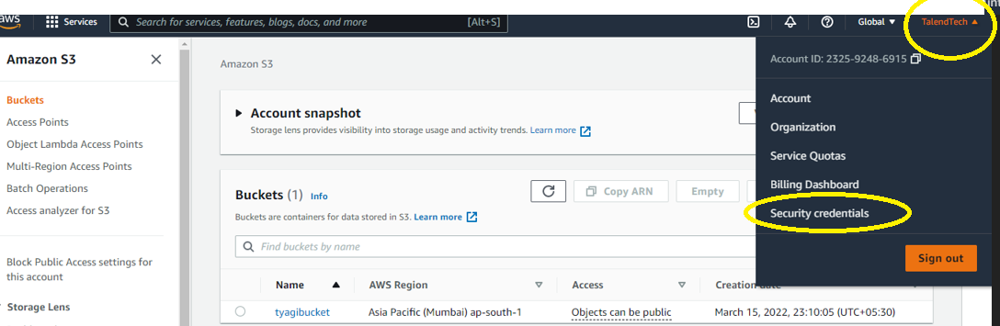 aws
Services
Search for services, features, blogs, docs, and more
[Alt+S]
Global
TalendTech
Amazon S3
Buckets
Access Points
Object Lambda Access Points
Multi-Region Access Points
Batch Operations
Access analyzer for S3
Block Public Access settings for
this account
Storage Lens
Amazon S3
Account snapshot
Storage lens provides visibility into storage usage and activity trends. Learn more
Buckets (1) Info
Copy ARN
Empty
Buckets are containers for data stored in S3. Learn more
Find buckets by name
Name
AWS Region
Access
Creation date
tyagibucket
Asia Pacific (Mumbai) ap-south-1
Objects can be public
March 15, 2022, 23:10:05 (UTC+05:30)
Account ID: 2325-9248-6915
Account
Organization
Service Quotas
Billing Dashboard
Security credentials
Sign out